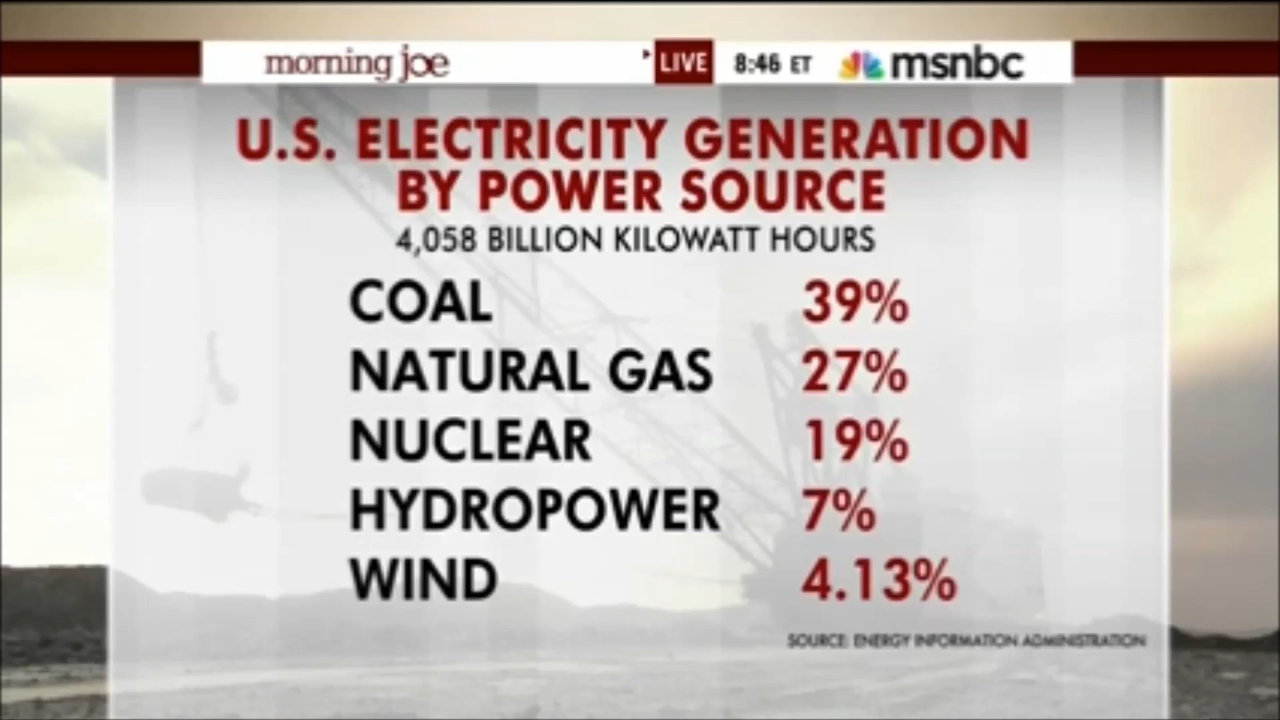 morning joe LIVE 8:46 ET msnbc
U.S. ELECTRICITY GENERATION
BY POWER SOURCE
4,058 BILLION KILOWATT HOURS
COAL 39%
NATURAL GAS 27%
NUCLEAR 19%
HYDROPOWER 7%
WIND 4.13%
SOURCE: ENERGY INFORMATION ADMINISTRATION